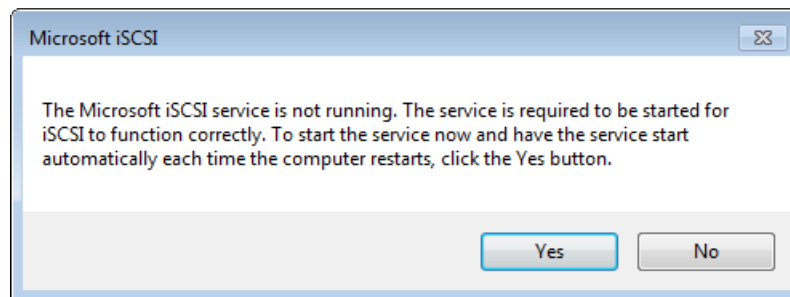 Microsoft iSCSI
The Microsoft iSCSI service is not running. The service is required to be started for
iSCSI to function correctly. To start the service now and have the service start
automatically each time the computer restarts, click the Yes button.
Yes
No